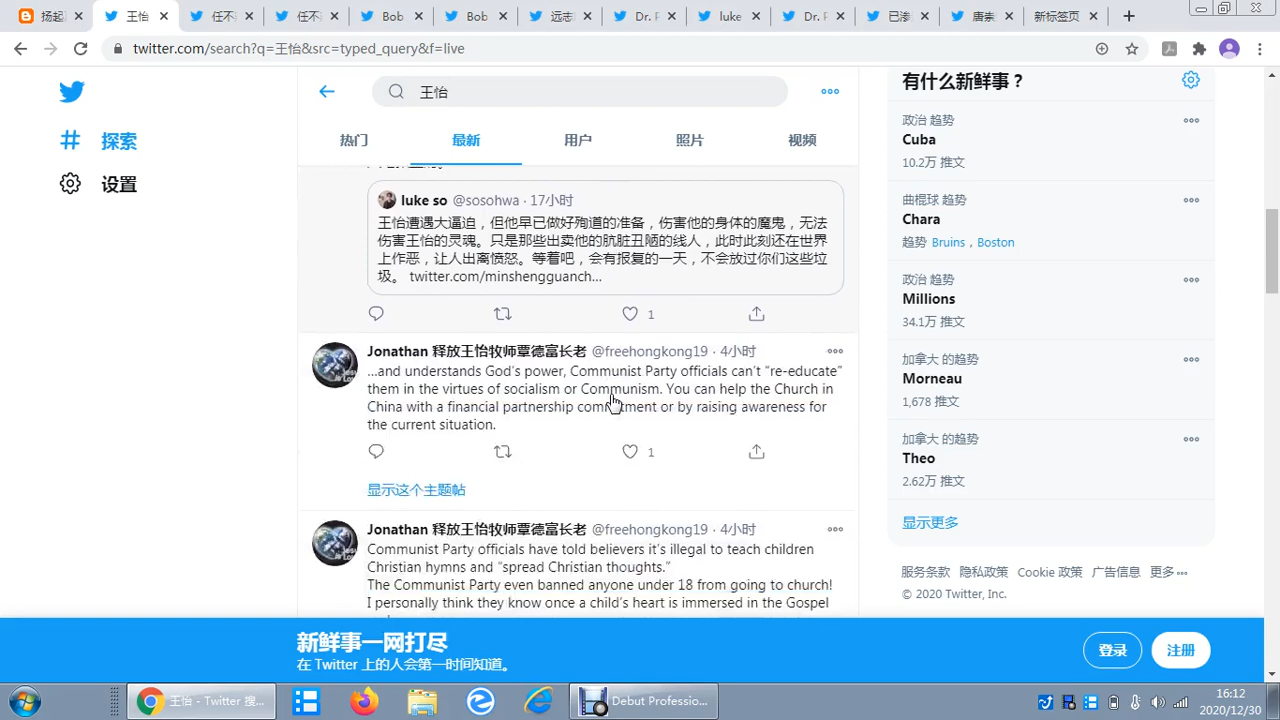 扬起
王怡
任不
任不
Bob
Bob
远志
Dr. F
luke
Dr. F
已渗
唐素
新标签页
twitter.com/search?q=王怡&src=typed_query&f=live
王怡
热门 最新 用户 照片 视频
探索
设置
luke so @sosohwa · 17小时
王怡遭遇大逼迫，但他早已做好殉道的准备，伤害他的身体的魔鬼，无法
伤害王怡的灵魂。只是那些出卖他的肮脏丑陋的线人，此时此刻还在世界
上作恶，让人出离愤怒。等着吧，会有报复的一天，不会放过你们这些垃
圾。 twitter.com/minshengguanch...
1
Jonathan 释放王怡牧师覃德富长老 @freehongkong19 · 4小时
...and understands God's power, Communist Party officials can't "re-educate"
them in the virtues of socialism or Communism. You can help the Church in
China with a financial partnership commitment or by raising awareness for
the current situation.
1
显示这个主题帖
Jonathan 释放王怡牧师覃德富长老 @freehongkong19 · 4小时
Communist Party officials have told believers it's illegal to teach children
Christian hymns and "spread Christian thoughts."
The Communist Party even banned anyone under 18 from going to church!
I personally think they know once a child's heart is immersed in the Gospel
有什么新鲜事？
政治 趋势
Cuba
10.2万 推文
曲棍球 趋势
Chara
趋势 Bruins，Boston
政治 趋势
Millions
34.1万 推文
加拿大 的趋势
Morneau
1,678 推文
加拿大 的趋势
Theo
2.62万 推文
显示更多
服务条款 隐私政策 Cookie 政策 广告信息 更多
© 2020 Twitter, Inc.
新鲜事一网打尽
在 Twitter 上的人会第一时间知道。
登录
注册
王怡 - Twitter 搜...
Debut Professio...
16:12
2020/12/30